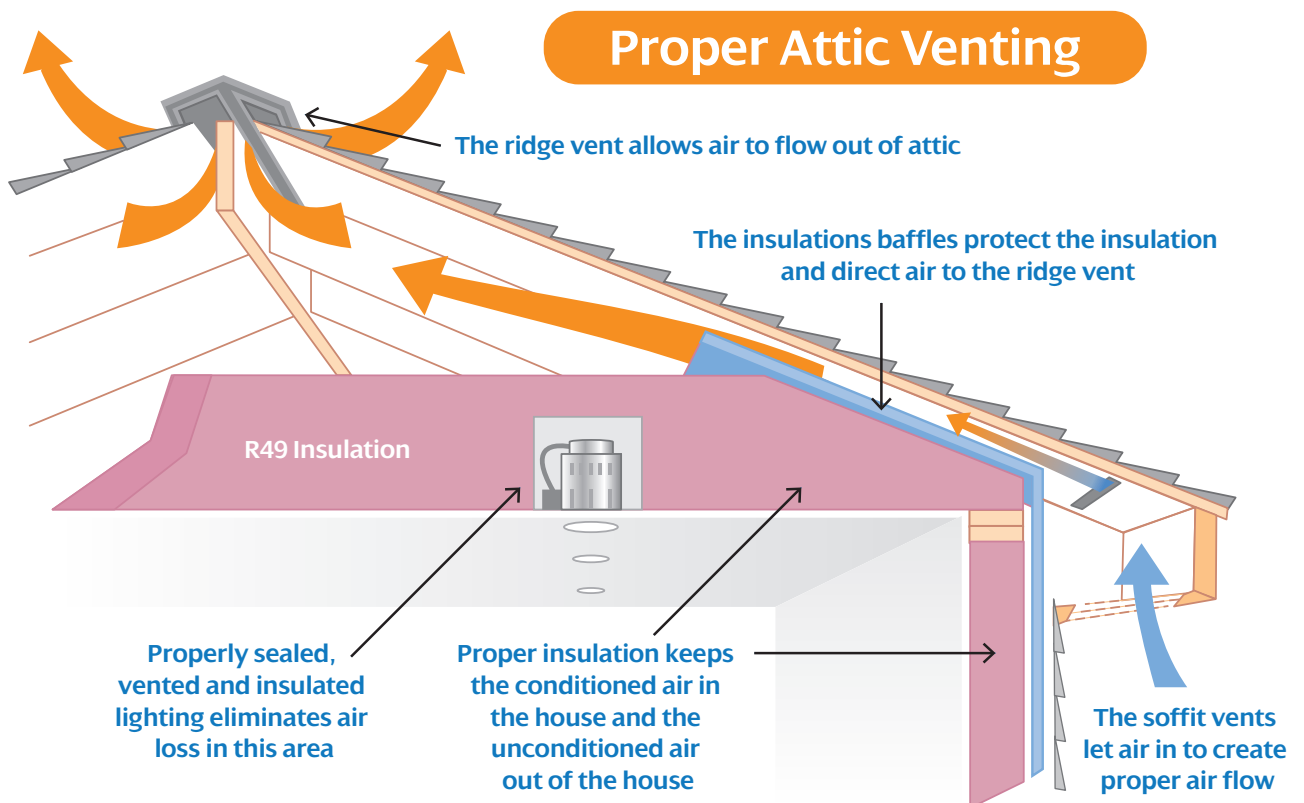 Proper Attic Venting
The ridge vent allows air to flow out of attic
The insulations baffles protect the insulation
and direct air to the ridge vent
R49 Insulation
Properly sealed,
vented and insulated
lighting eliminates air
loss in this area
Proper insulation keeps
the conditioned air in
the house and the
unconditioned air
out of the house
The soffit vents
let air in to create
proper air flow